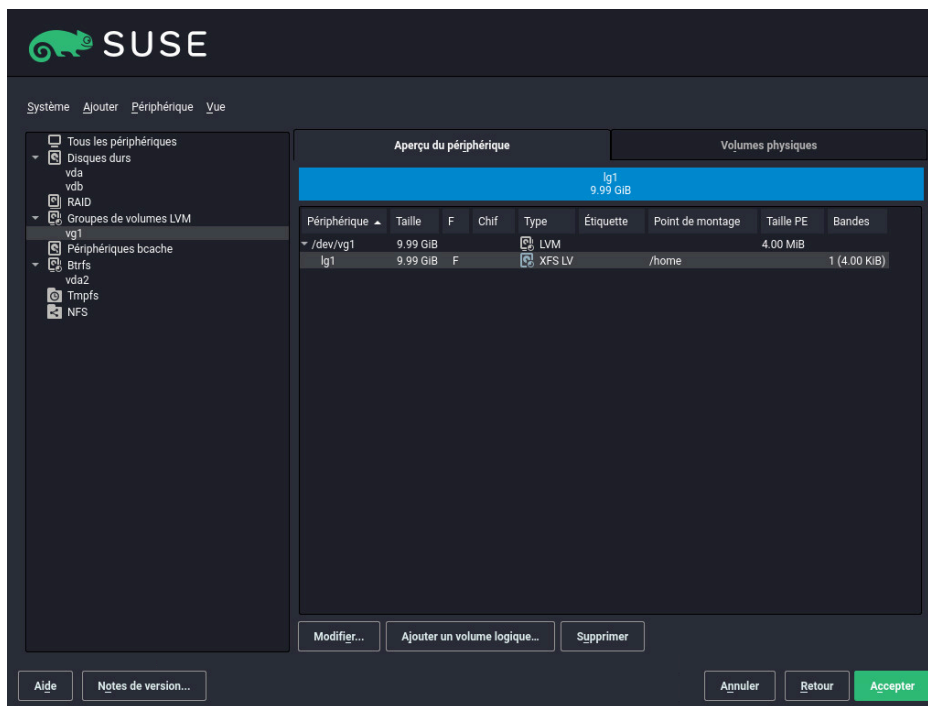 SUSE
Système Ajouter Périphérique Vue
Tous les périphériques
Disques durs
vda
vdb
RAID
Groupes de volumes LVM
vg1
Périphériques bcache
Btrfs
vda2
Tmpfs
NFS
Aperçu du périphérique Volumes physiques
lg1
9.99 GiB
Périphérique Taille F Chif Type Étiquette Point de montage Taille PE Bandes
/dev/vg1 9.99 GiB LVM 4.00 MiB
lg1 9.99 GiB F XFS LV /home 1 (4.00 KiB)
Modifier... Ajouter un volume logique... Supprimer
Aide Notes de version... Annuler Retour Accepter